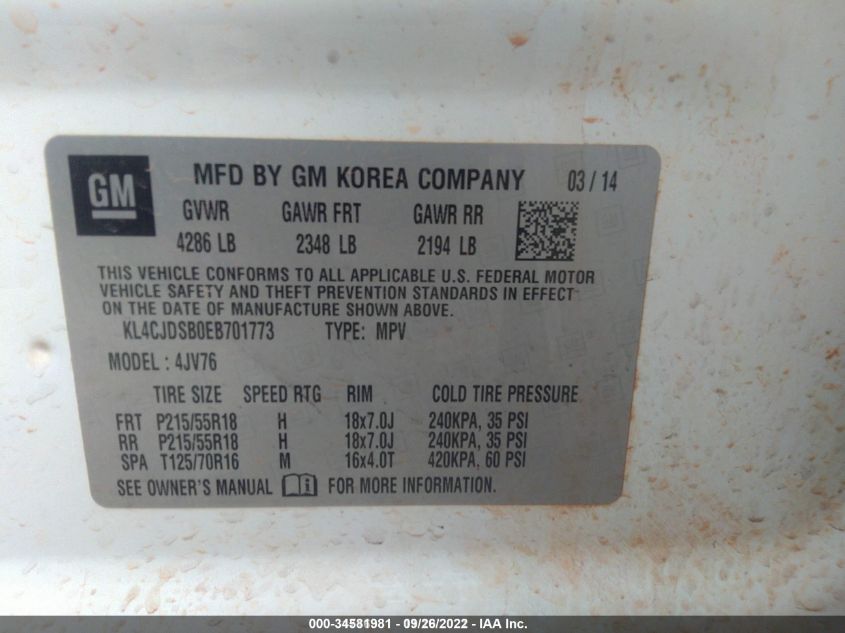 GM MFD BY GM KOREA COMPANY 03 / 14
GVWR GAWR FRT GAWR RR
4286 LB 2348 LB 2194 LB
THIS VEHICLE CONFORMS TO ALL APPLICABLE U.S. FEDERAL MOTOR
VEHICLE SAFETY AND THEFT PREVENTION STANDARDS IN EFFECT
ON THE DATE OF MANUFACTURE SHOWN ABOVE.
KL4CJDSB0EB701773 TYPE: MPV
MODEL : 4JV76
TIRE SIZE SPEED RTG RIM COLD TIRE PRESSURE
FRT P215/55R18 H 18x7.0J 240KPA, 35 PSI
RR P215/55R18 H 18x7.0J 240KPA, 35 PSI
SPA T125/70R16 M 16x4.0T 420KPA, 60 PSI
SEE OWNER'S MANUAL FOR MORE INFORMATION.
000-34581981 - 09/26/2022 - IAA Inc.